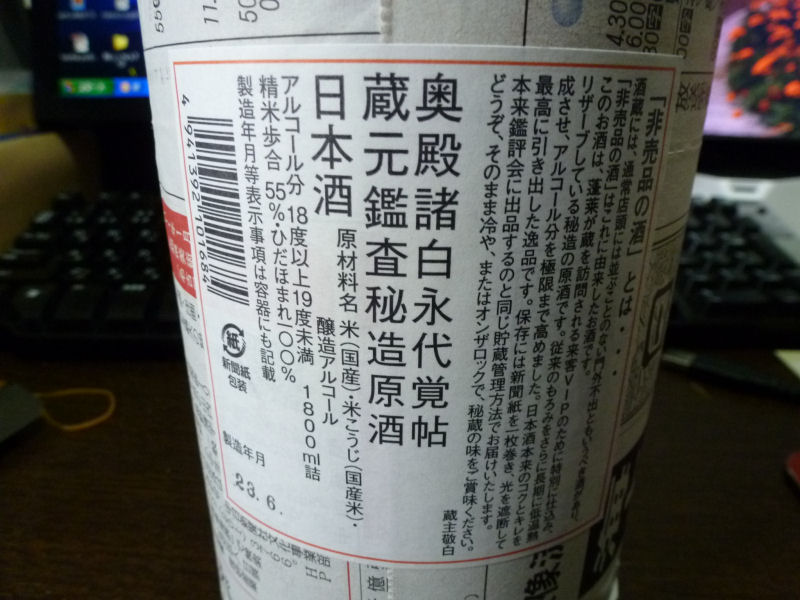 「非売品の酒」とは・・・
酒蔵には、通常店頭には並ぶことのない門外不出ともいうべき酒があり、
「非売品の酒」はこれに由来したお酒です。
このお酒は、蓬莱が蔵を訪問される来客VIPのために特別に仕込み、
リザーブしている秘造の原酒です。従来のもろみをさらに長期に低温熟
成させ、アルコール分を極限まで高めました。日本酒本来のコクとキレを
最高に引き出した逸品です。保存には新聞紙を一枚巻き、光を遮断して
本来鑑評会に出品するのと同じ貯蔵管理方法でお届けいたします。
どうぞ、そのまま冷や、またはオンザロックで、秘蔵の味をご賞味ください。
蔵主敬白
奥殿諸白永代覚帖
蔵元鑑査秘造原酒
日本酒
原材料名 米(国産)・米こうじ(国産米)・
醸造アルコール
アルコール分 18度以上19度未満 1800ml詰
精米歩合 55%・ひだほまれ一〇〇%
製造年月等表示事項は容器にも記載
4 941392 101684
紙
新聞紙
包装
製造年月
23.6.